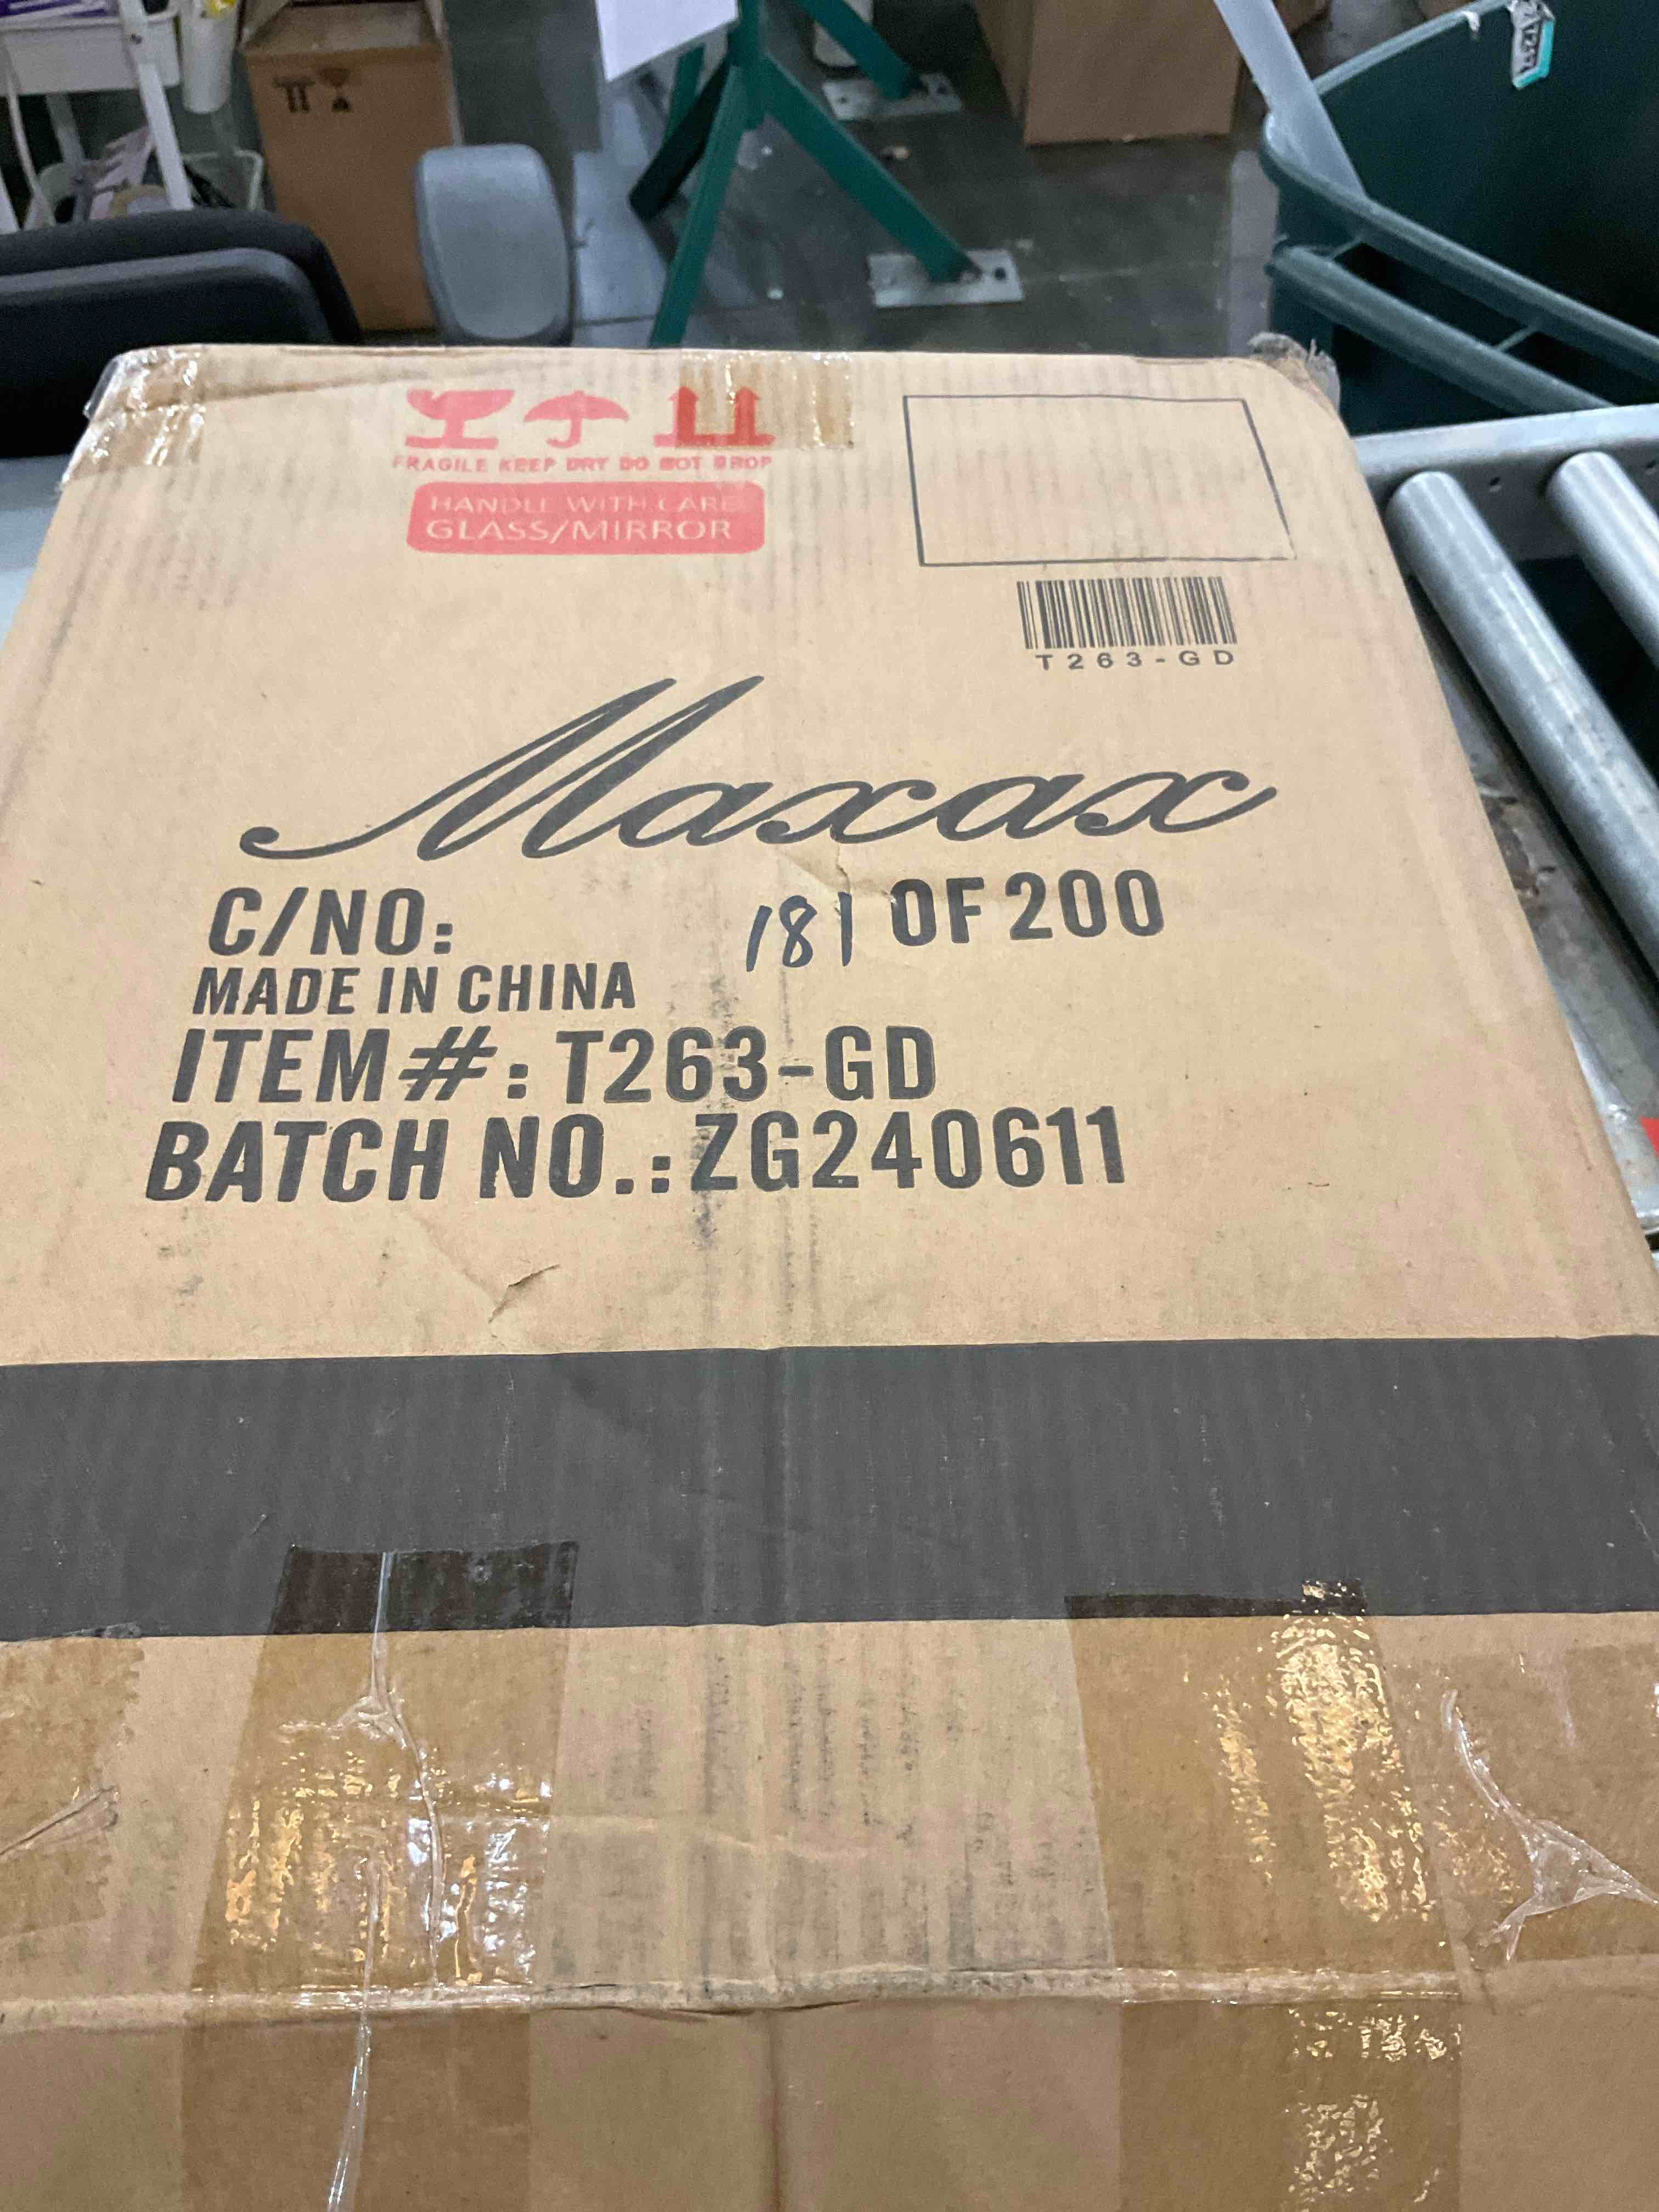 FRAGILE KEEP DRY DO NOT DROP
HANDLE WITH CARE
GLASS/MIRROR
T263-GD
Maxax
C/NO: 181 OF 200
MADE IN CHINA
ITEM#: T263-GD
BATCH NO.: ZG240611